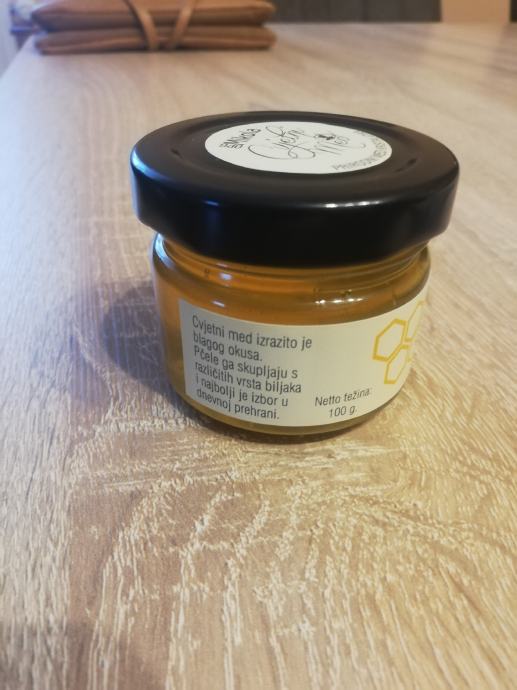 Nikola
Cvjetni med izrazito je
blagog okusa.
Pčele ga skupljaju s
različitih vrsta biljaka
i najbolji je izbor u
dnevnoj prehrani.
Netto težina:
100 g.